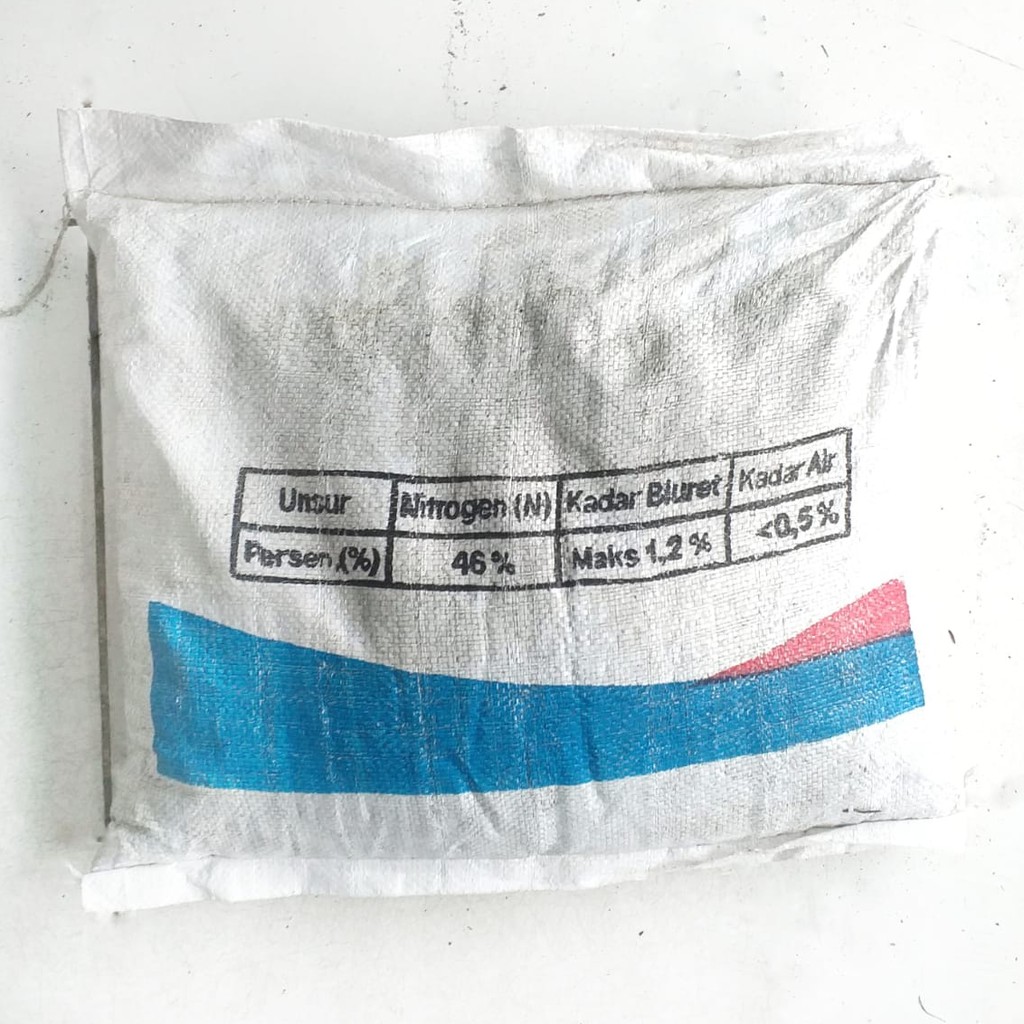 Unsur Nitrogen (N) Kadar Biuret Kadar Air
Persen (%) 46 % Maks 1,2 % <0,5 %